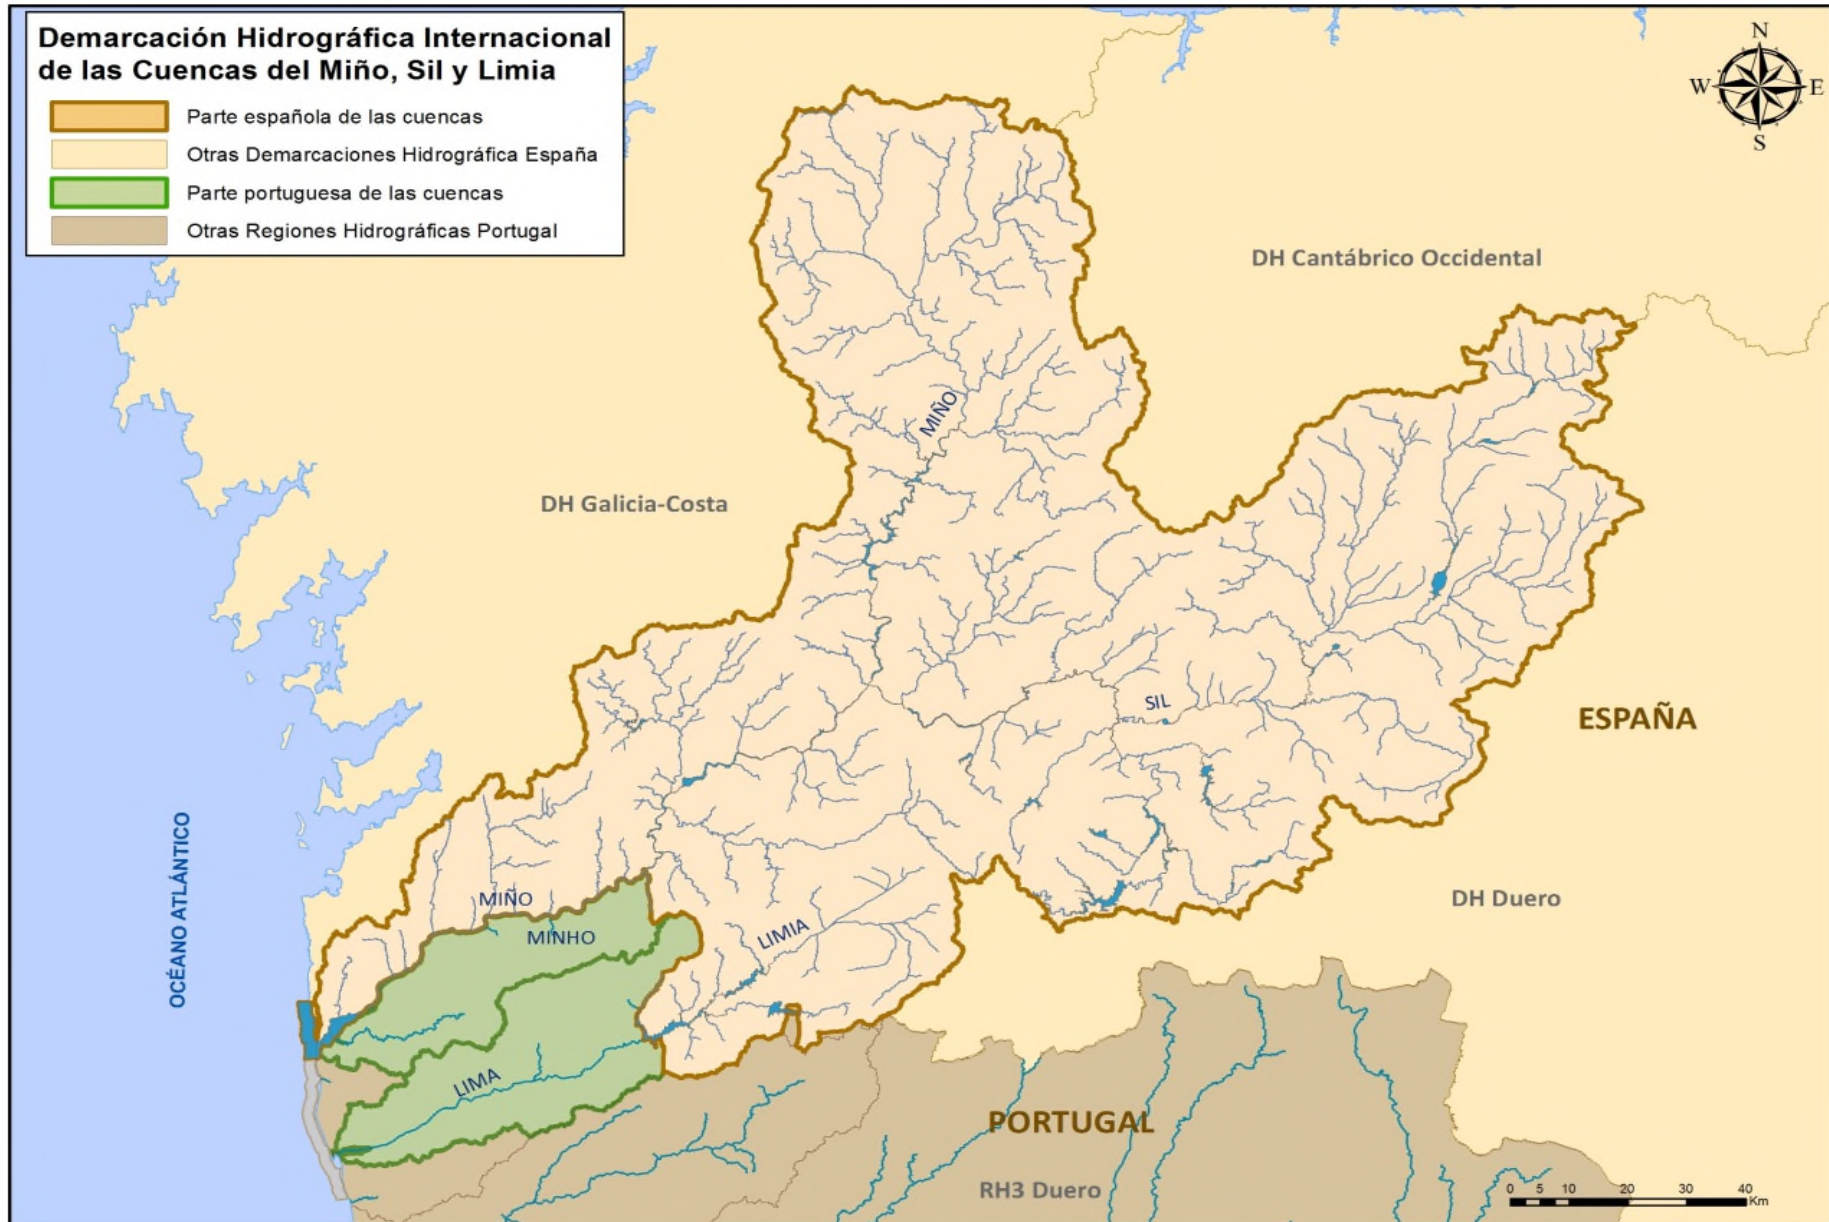 Demarcación Hidrográfica Internacional
de las Cuencas del Miño, Sil y Limia
Parte española de las cuencas
Otras Demarcaciones Hidrográfica España
Parte portuguesa de las cuencas
Otras Regiones Hidrográficas Portugal
N
W E
S
DH Cantábrico Occidental
MIÑO
DH Galicia-Costa
SIL
ESPAÑA
OCÉANO ATLÁNTICO
MIÑO
DH Duero
MINHO
LIMIA
LIMA
PORTUGAL
RH3 Duero
0 5 10 20 30 40
Km